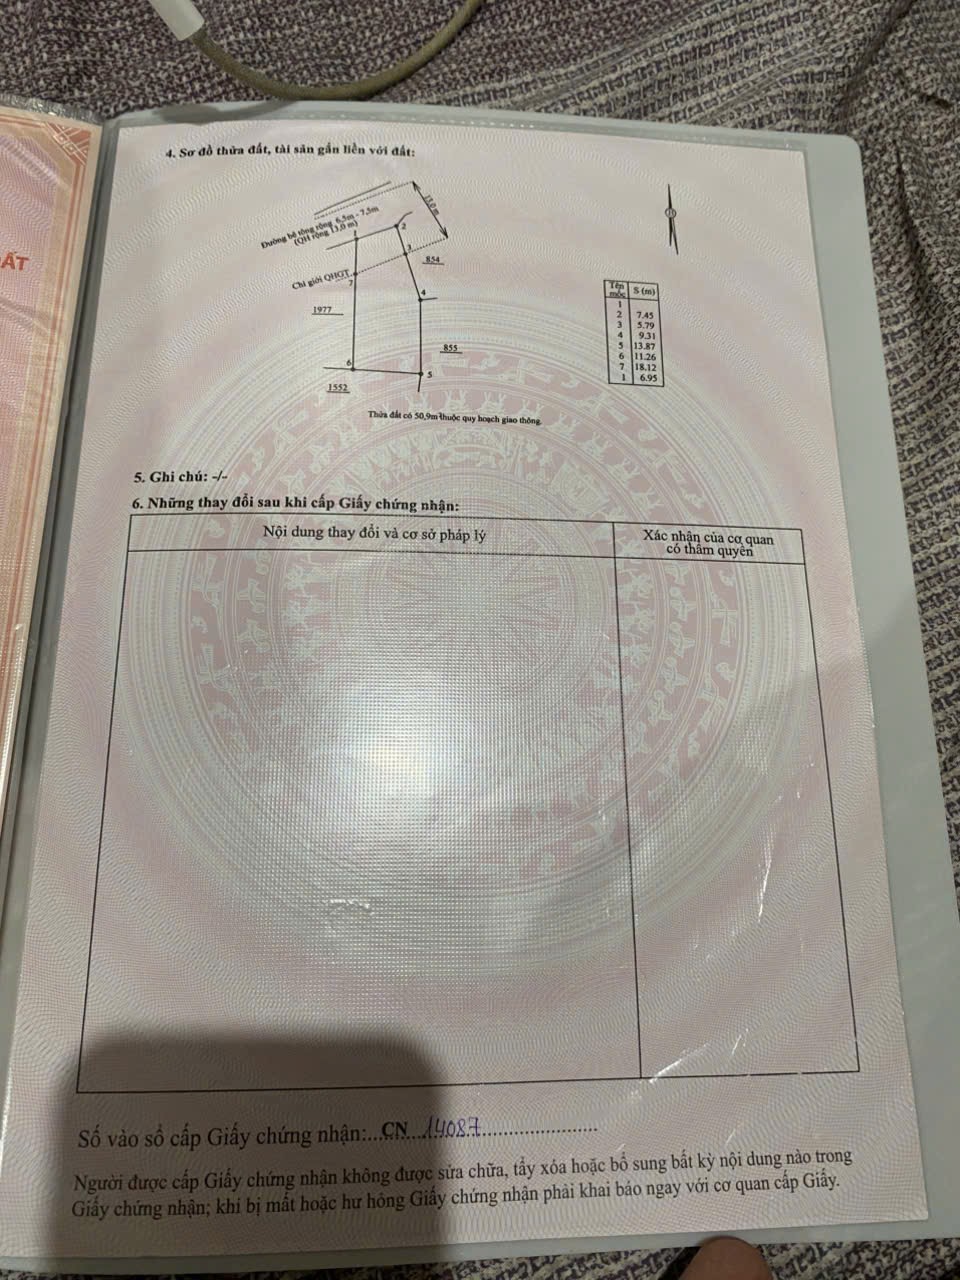 ẤT
4. Sơ đồ thửa đất, tài sản gắn liền với đất:
Đường bê tông rộng 6,5m - 7,5m
(QH rộng 13,0 m)
13,0 m
1
2
3
854
Chỉ giới QHGT
7
4
1977
855
6
5
1552
Tên mốc S (m)
1
2 7.45
3 5.79
4 9.31
5 13.87
6 11.26
7 18.12
1 6.95
Thửa đất có 50,9m² thuộc quy hoạch giao thông.
5. Ghi chú: -/-
6. Những thay đổi sau khi cấp Giấy chứng nhận:
Nội dung thay đổi và cơ sở pháp lý
Xác nhận của cơ quan
có thẩm quyền
Số vào sổ cấp Giấy chứng nhận:...CN...14087......................
Người được cấp Giấy chứng nhận không được sửa chữa, tẩy xóa hoặc bổ sung bất kỳ nội dung nào trong
Giấy chứng nhận; khi bị mất hoặc hư hỏng Giấy chứng nhận phải khai báo ngay với cơ quan cấp Giấy.